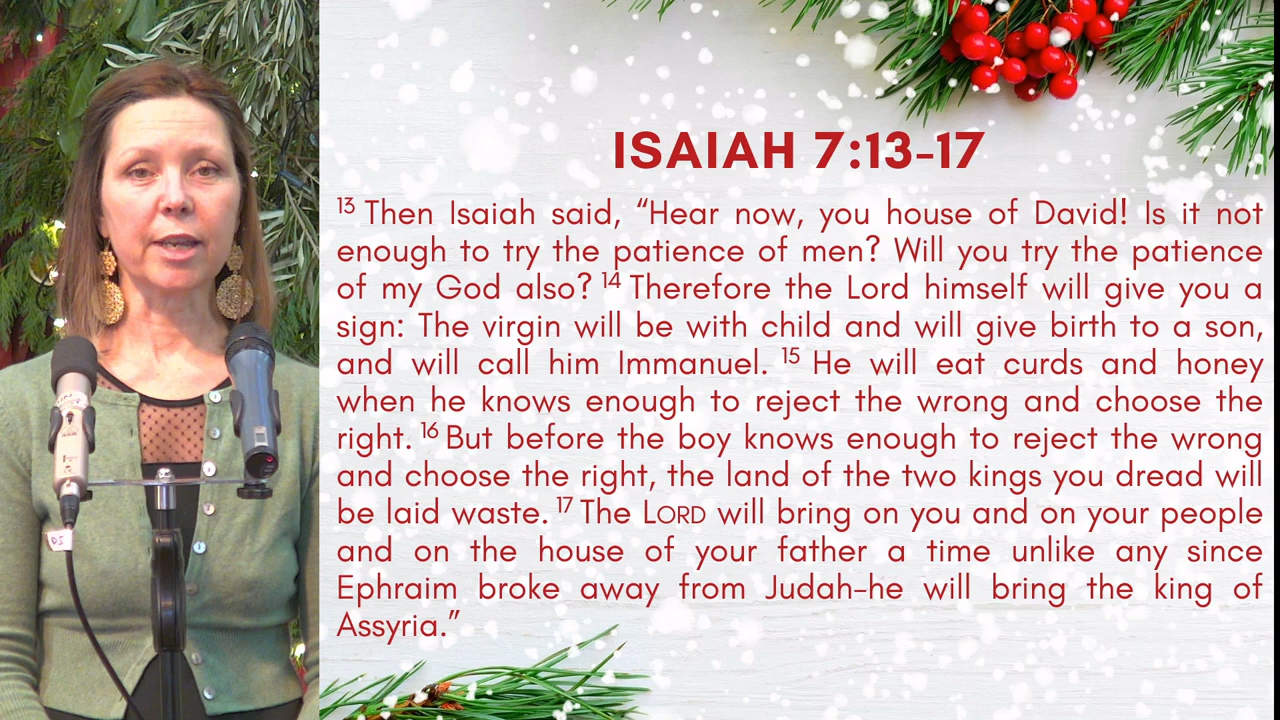 ISAIAH 7:13-17
13 Then Isaiah said, “Hear now, you house of David! Is it not
enough to try the patience of men? Will you try the patience
of my God also? 14 Therefore the Lord himself will give you a
sign: The virgin will be with child and will give birth to a son,
and will call him Immanuel. 15 He will eat curds and honey
when he knows enough to reject the wrong and choose the
right. 16 But before the boy knows enough to reject the wrong
and choose the right, the land of the two kings you dread will
be laid waste. 17 The LORD will bring on you and on your people
and on the house of your father a time unlike any since
Ephraim broke away from Judah–he will bring the king of
Assyria.”